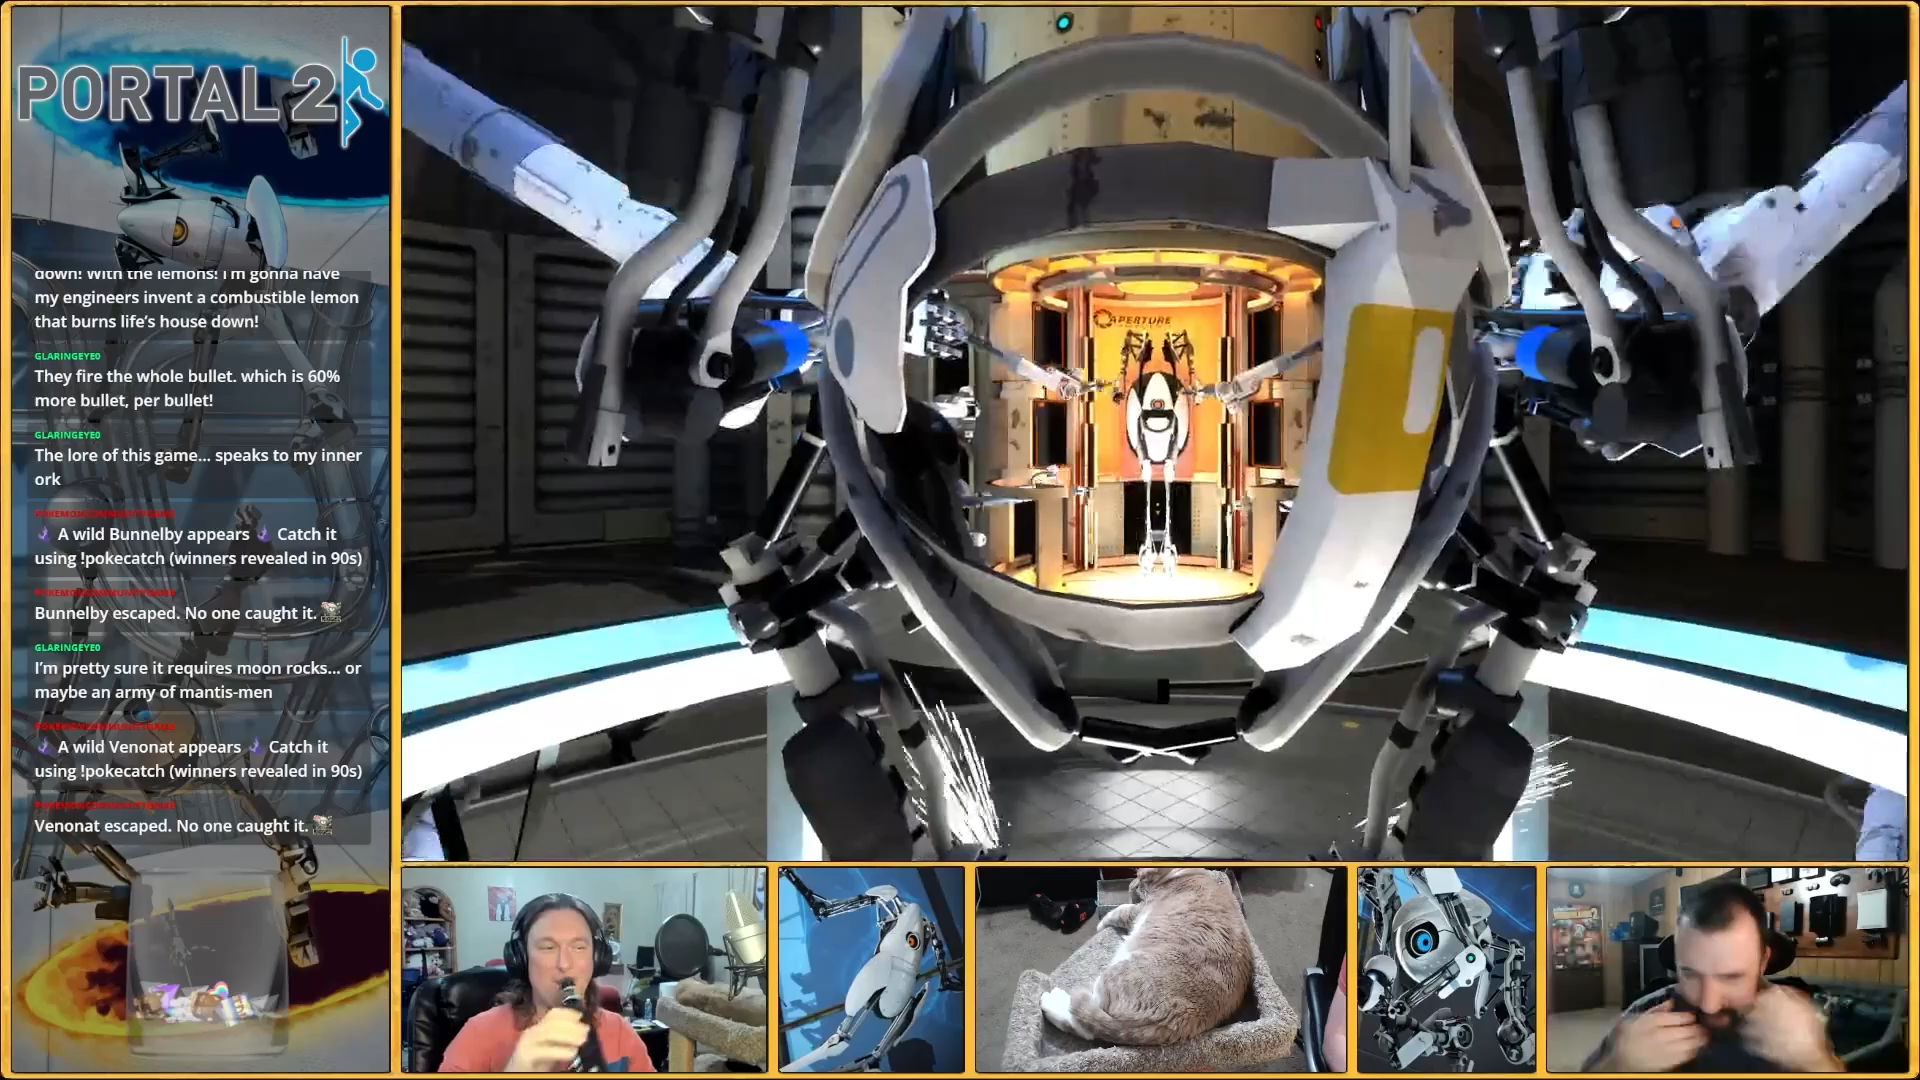 PORTAL 2
down! With the lemons! I'm gonna have
my engineers invent a combustible lemon
that burns life's house down!
GLARINGEYE0
They fire the whole bullet. which is 60%
more bullet, per bullet!
GLARINGEYE0
The lore of this game... speaks to my inner
ork
POKEMONCOMMUNITYGAME
A wild Bunnelby appears Catch it
using !pokecatch (winners revealed in 90s)
POKEMONCOMMUNITYGAME
Bunnelby escaped. No one caught it.
GLARINGEYE0
I'm pretty sure it requires moon rocks... or
maybe an army of mantis-men
POKEMONCOMMUNITYGAME
A wild Venonat appears Catch it
using !pokecatch (winners revealed in 90s)
POKEMONCOMMUNITYGAME
Venonat escaped. No one caught it.
APERTURE